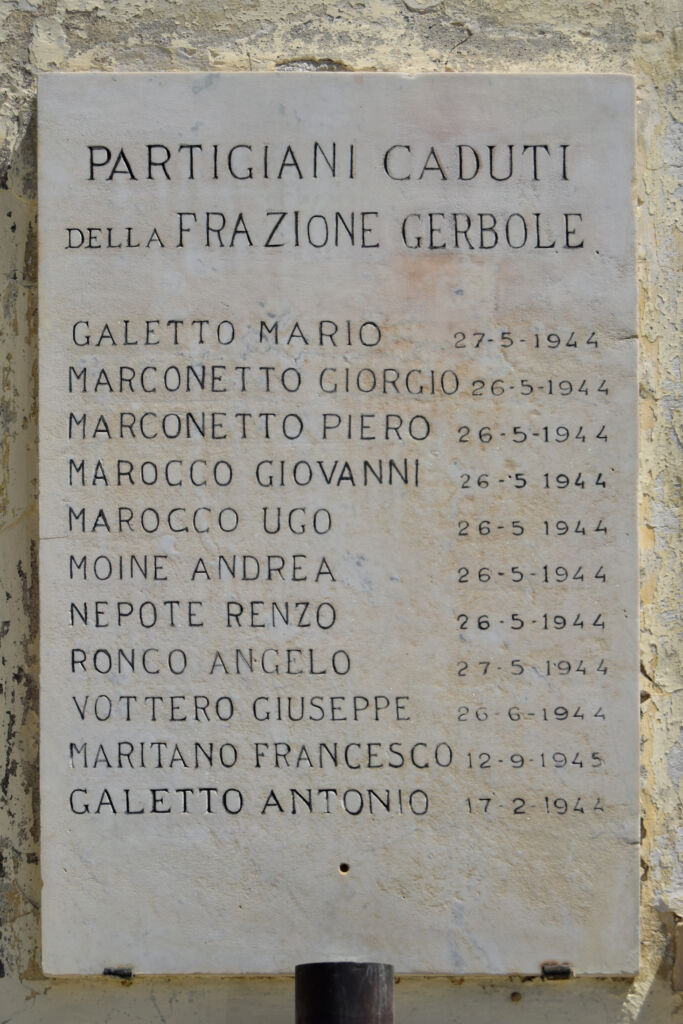 PARTIGIANI CADUTI
DELLA FRAZIONE GERBOLE
GALETTO MARIO 27-5-1944
MARCONETTO GIORGIO 26-5-1944
MARCONETTO PIERO 26-5-1944
MAROCCO GIOVANNI 26-5 1944
MAROCCO UGO 26-5 1944
MOINE ANDREA 26-5-1944
NEPOTE RENZO 26-5-1944
RONCO ANGELO 27-5-1944
VOTTERO GIUSEPPE 26-6-1944
MARITANO FRANCESCO 12-9-1945
GALETTO ANTONIO 17-2-1944